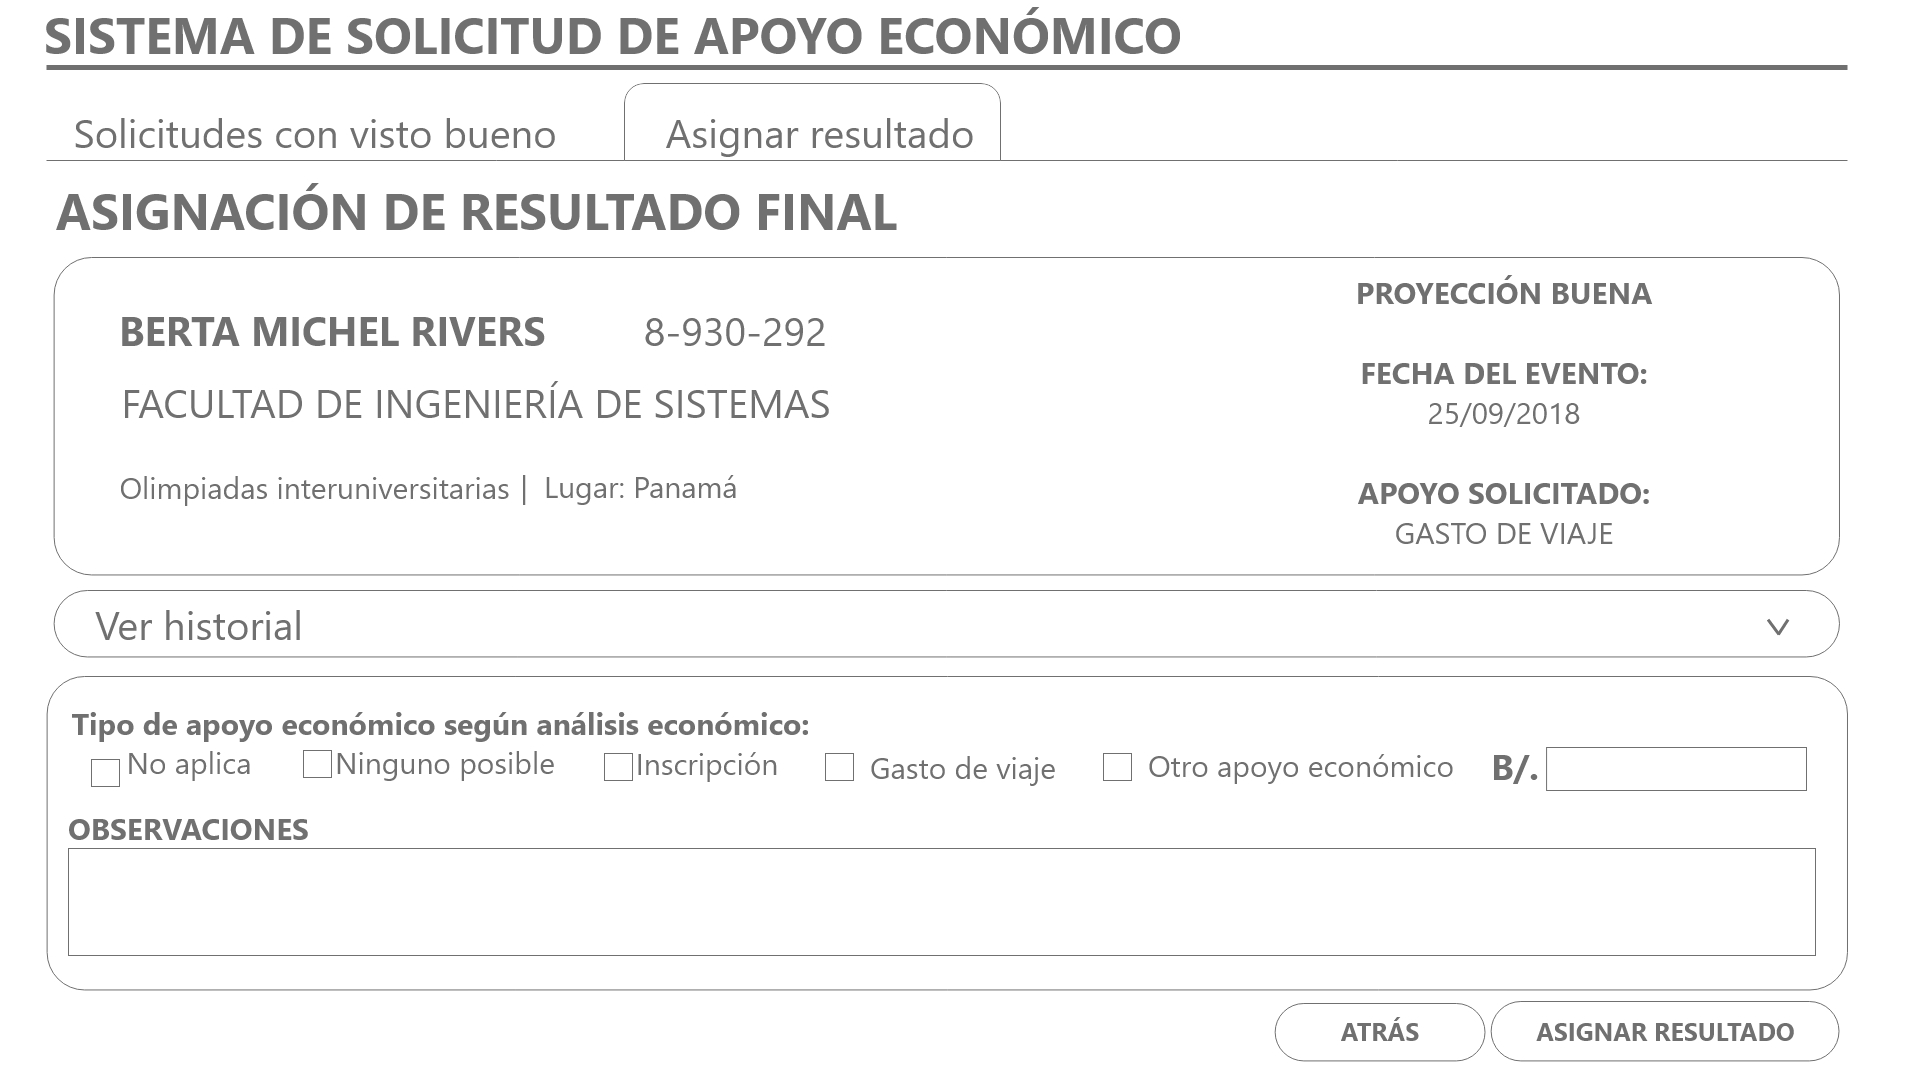 SISTEMA DE SOLICITUD DE APOYO ECONÓMICO
Solicitudes con visto bueno
Asignar resultado
ASIGNACIÓN DE RESULTADO FINAL
BERTA MICHEL RIVERS 8-930-292
FACULTAD DE INGENIERÍA DE SISTEMAS
Olimpiadas interuniversitarias | Lugar: Panamá
PROYECCIÓN BUENA
FECHA DEL EVENTO:
25/09/2018
APOYO SOLICITADO:
GASTO DE VIAJE
Ver historial
Tipo de apoyo económico según análisis económico:
No aplica Ninguno posible Inscripción Gasto de viaje Otro apoyo económico B/.
OBSERVACIONES
ATRÁS
ASIGNAR RESULTADO